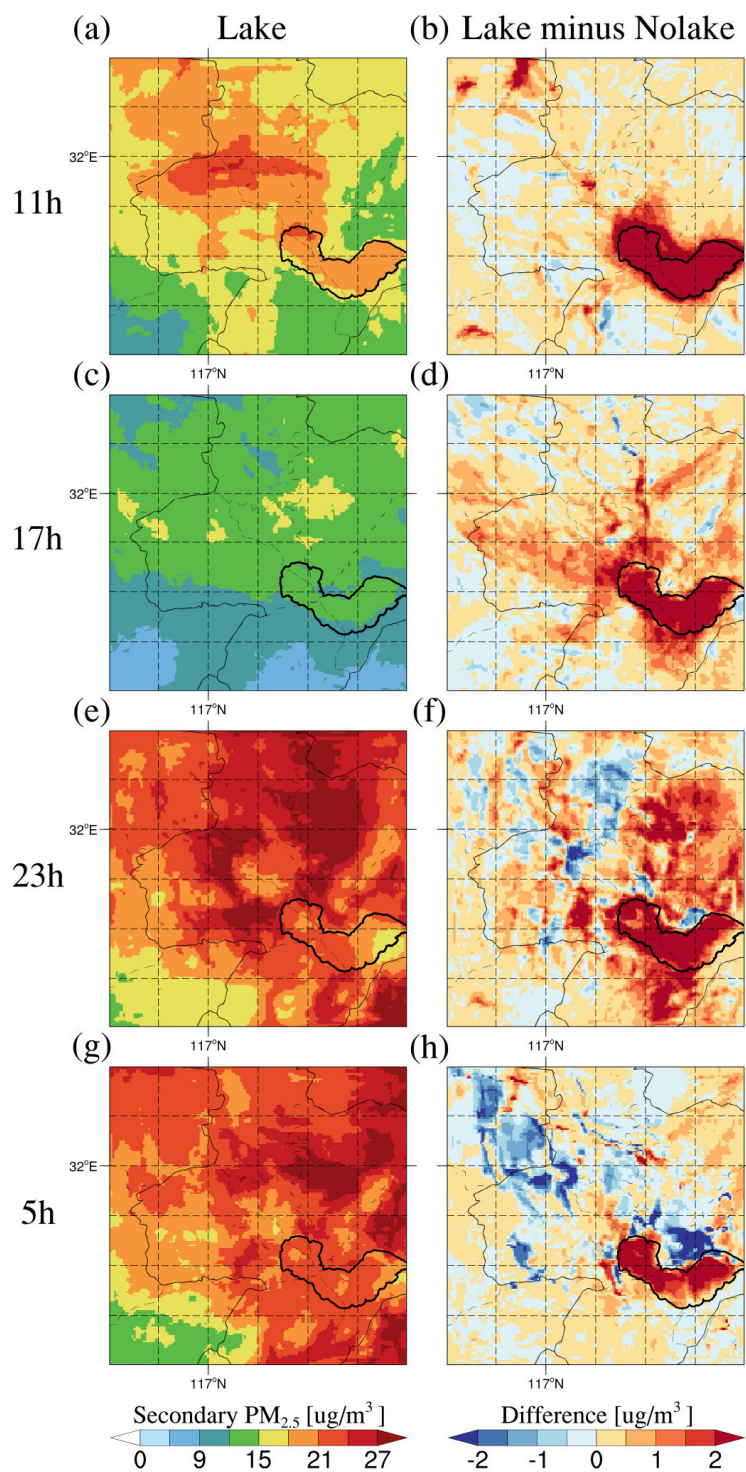 (a) Lake (b) Lake minus Nolake
11h
32°E
117°N 117°N
(c) (d)
17h
32°E
117°N 117°N
(e) (f)
23h
32°E
117°N 117°N
(g) (h)
5h
32°E
117°N 117°N
Secondary PM2.5 [ug/m³] Difference [ug/m³]
0 9 15 21 27 -2 -1 0 1 2